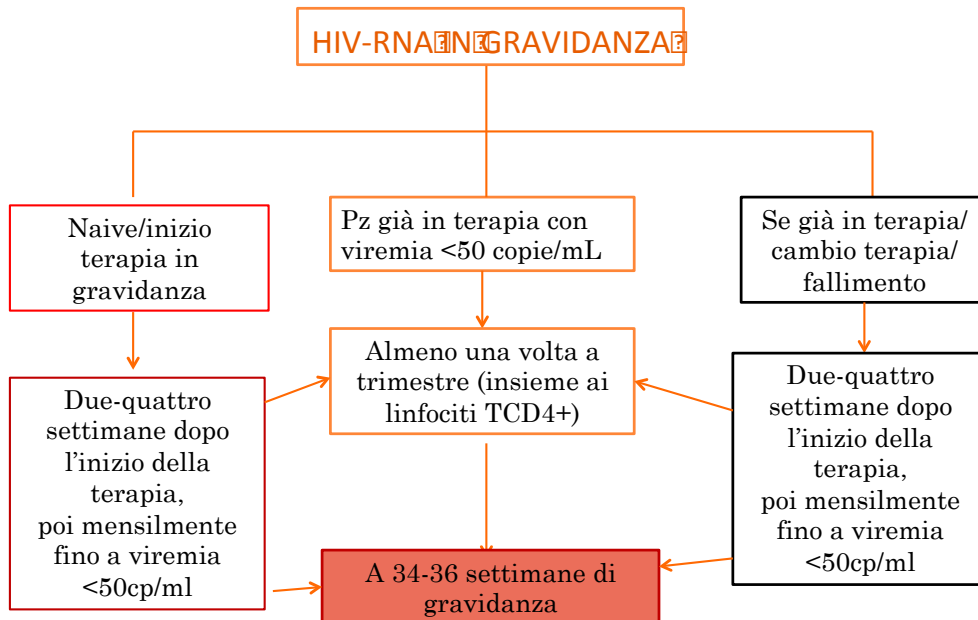 HIV-RNA IN GRAVIDANZA
Naive/inizio
terapia in
gravidanza
Pz già in terapia con
viremia <50 copie/mL
Se già in terapia/
cambio terapia/
fallimento
Due-quattro
settimane dopo
l'inizio della
terapia,
poi mensilmente
fino a viremia
<50cp/ml
Almeno una volta a
trimestre (insieme ai
linfociti TCD4+)
Due-quattro
settimane dopo
l'inizio della
terapia,
poi mensilmente
fino a viremia
<50cp/ml
A 34-36 settimane di
gravidanza